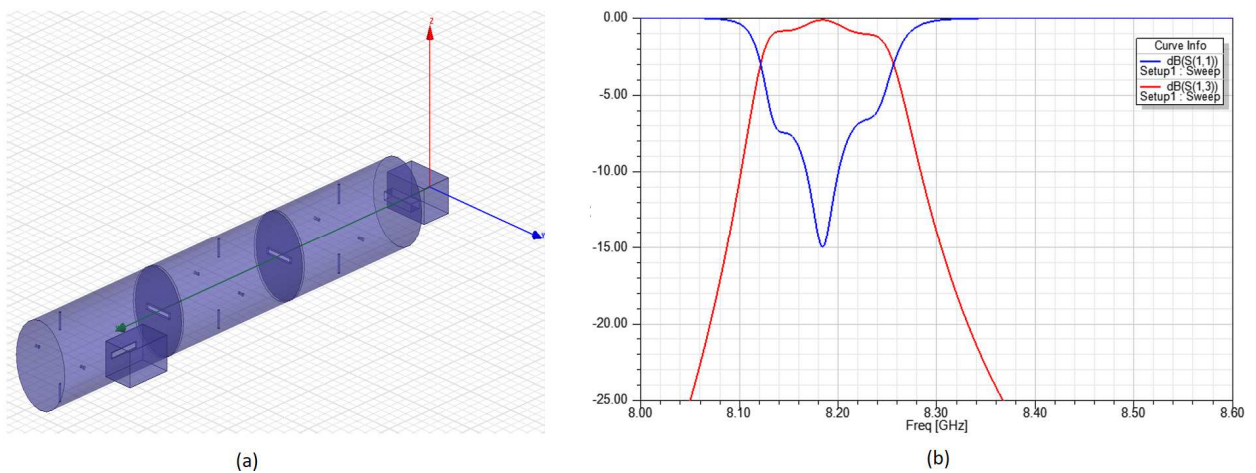 z
0.00
-5.00
-10.00
-15.00
-20.00
-25.00
8.00
8.10
8.20
8.30
8.40
8.50
8.60
Freq [GHz]
Curve Info
dB(S(1,1))
Setup1 : Sweep
dB(S(1,3))
Setup1 : Sweep
(a)
(b)